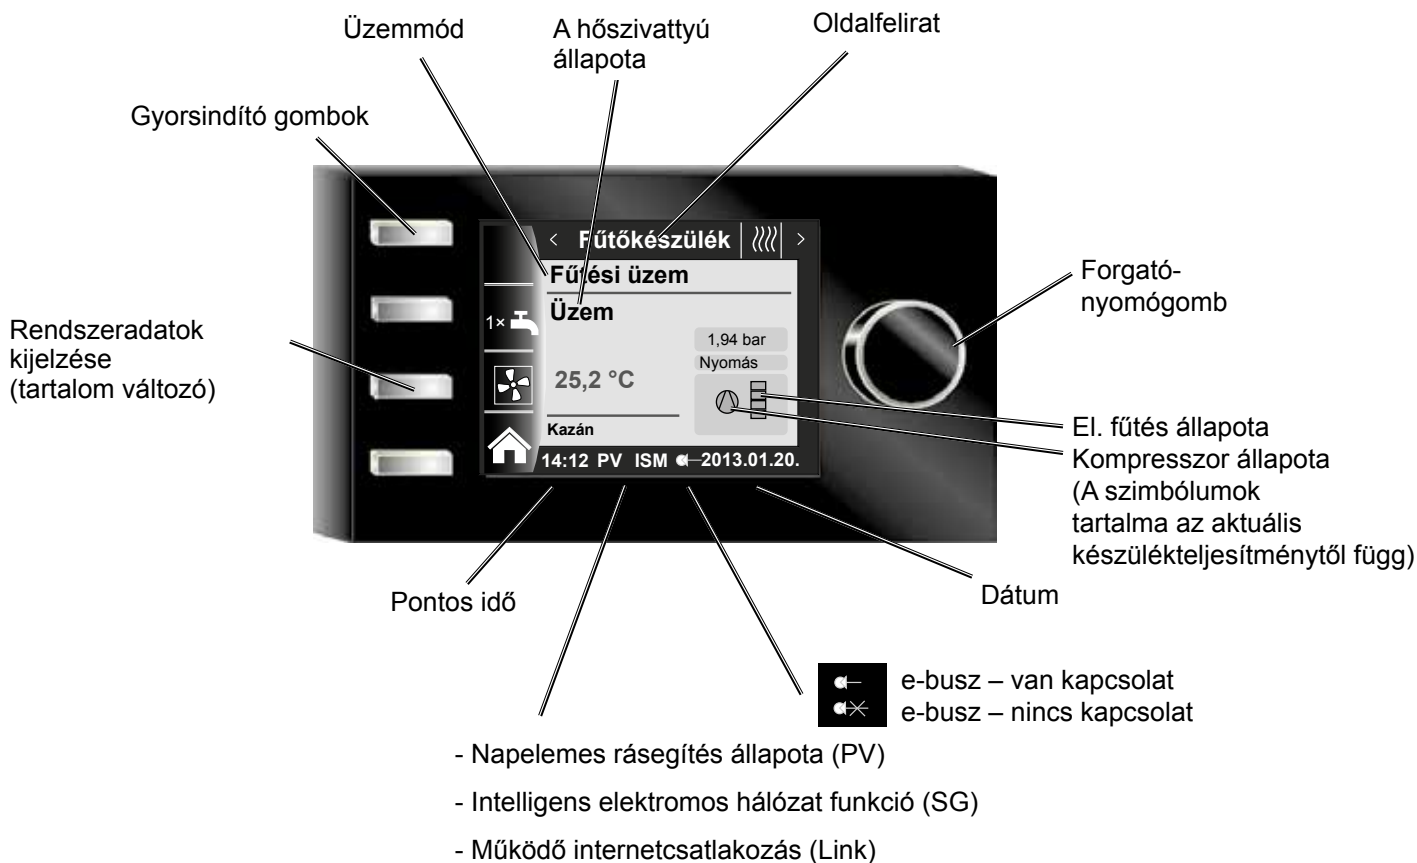 Üzemmód
A hőszivattyú
állapota
Oldalfelirat
Gyorsindító gombok
Rendszeradatok
kijelzése
(tartalom változó)
< Fűtőkészülék >
Fűtési üzem
Üzem
1×
1,94 bar
Nyomás
25,2 °C
Kazán
14:12 PV ISM 2013.01.20.
Forgató-
nyomógomb
El. fűtés állapota
Kompresszor állapota
(A szimbólumok
tartalma az aktuális
készülékteljesítménytől függ)
Pontos idő
Dátum
e-busz – van kapcsolat
e-busz – nincs kapcsolat
- Napelemes rásegítés állapota (PV)
- Intelligens elektromos hálózat funkció (SG)
- Működő internetcsatlakozás (Link)